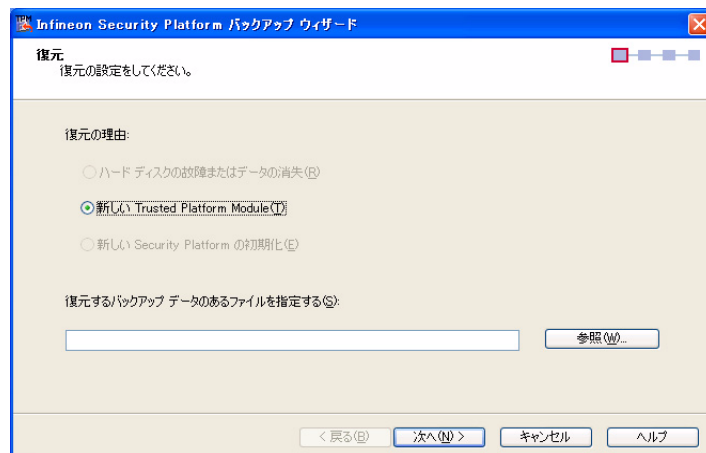 Infineon Security Platform バックアップ ウィザード
復元
復元の設定をしてください。
復元の理由:
ハード ディスクの故障またはデータの消失(R)
新しい Trusted Platform Module(T)
新しい Security Platform の初期化(E)
復元するバックアップ データのあるファイルを指定する(S):
参照(W)...
< 戻る(B)
次へ(N) >
キャンセル
ヘルプ